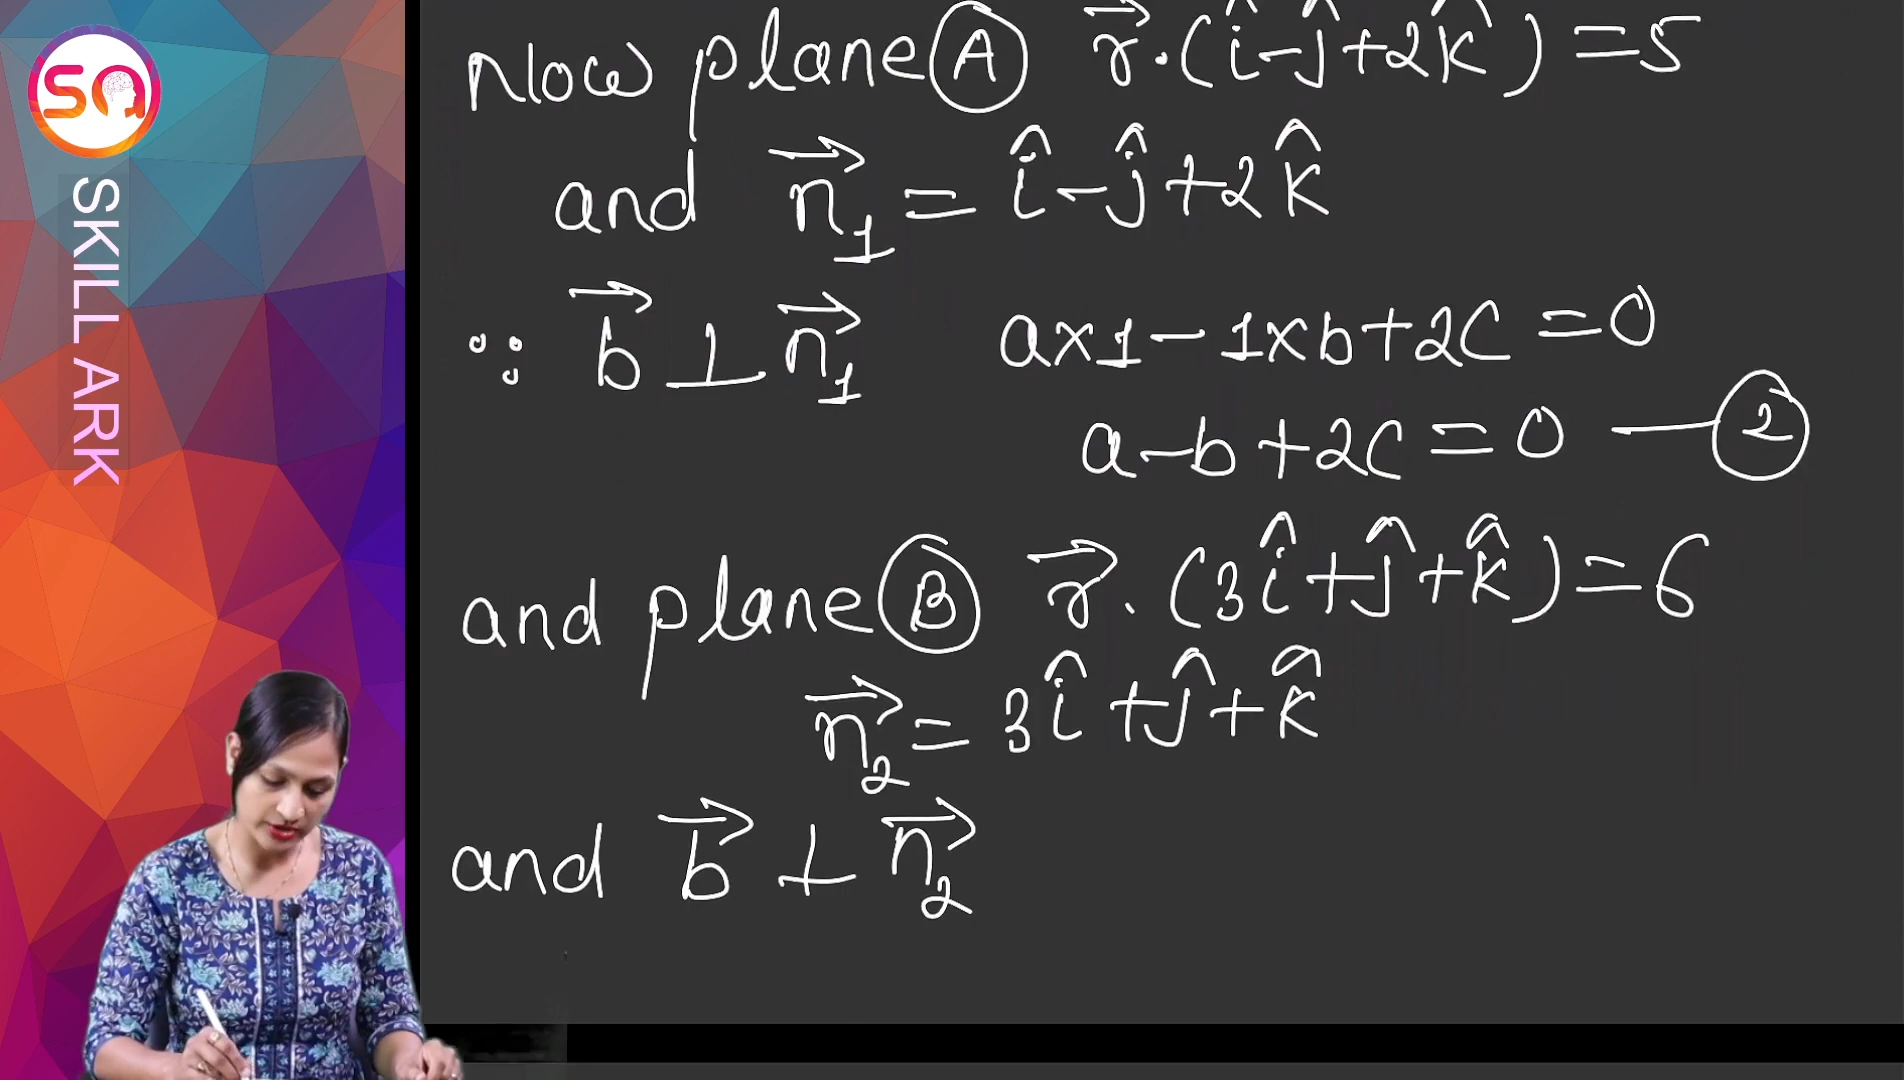 SKILL ARK
Now plane Ⓐ r⃗.(î-ĵ+2k̂)=5
and n⃗₁ = î-ĵ+2k̂
∵ b⃗ ⊥ n⃗₁ a×1-1×b+2c=0
a-b+2c=0 — ②
and plane Ⓑ r⃗.(3î+ĵ+k̂)=6
n⃗₂ = 3î+ĵ+k̂
and b⃗ ⊥ n⃗₂